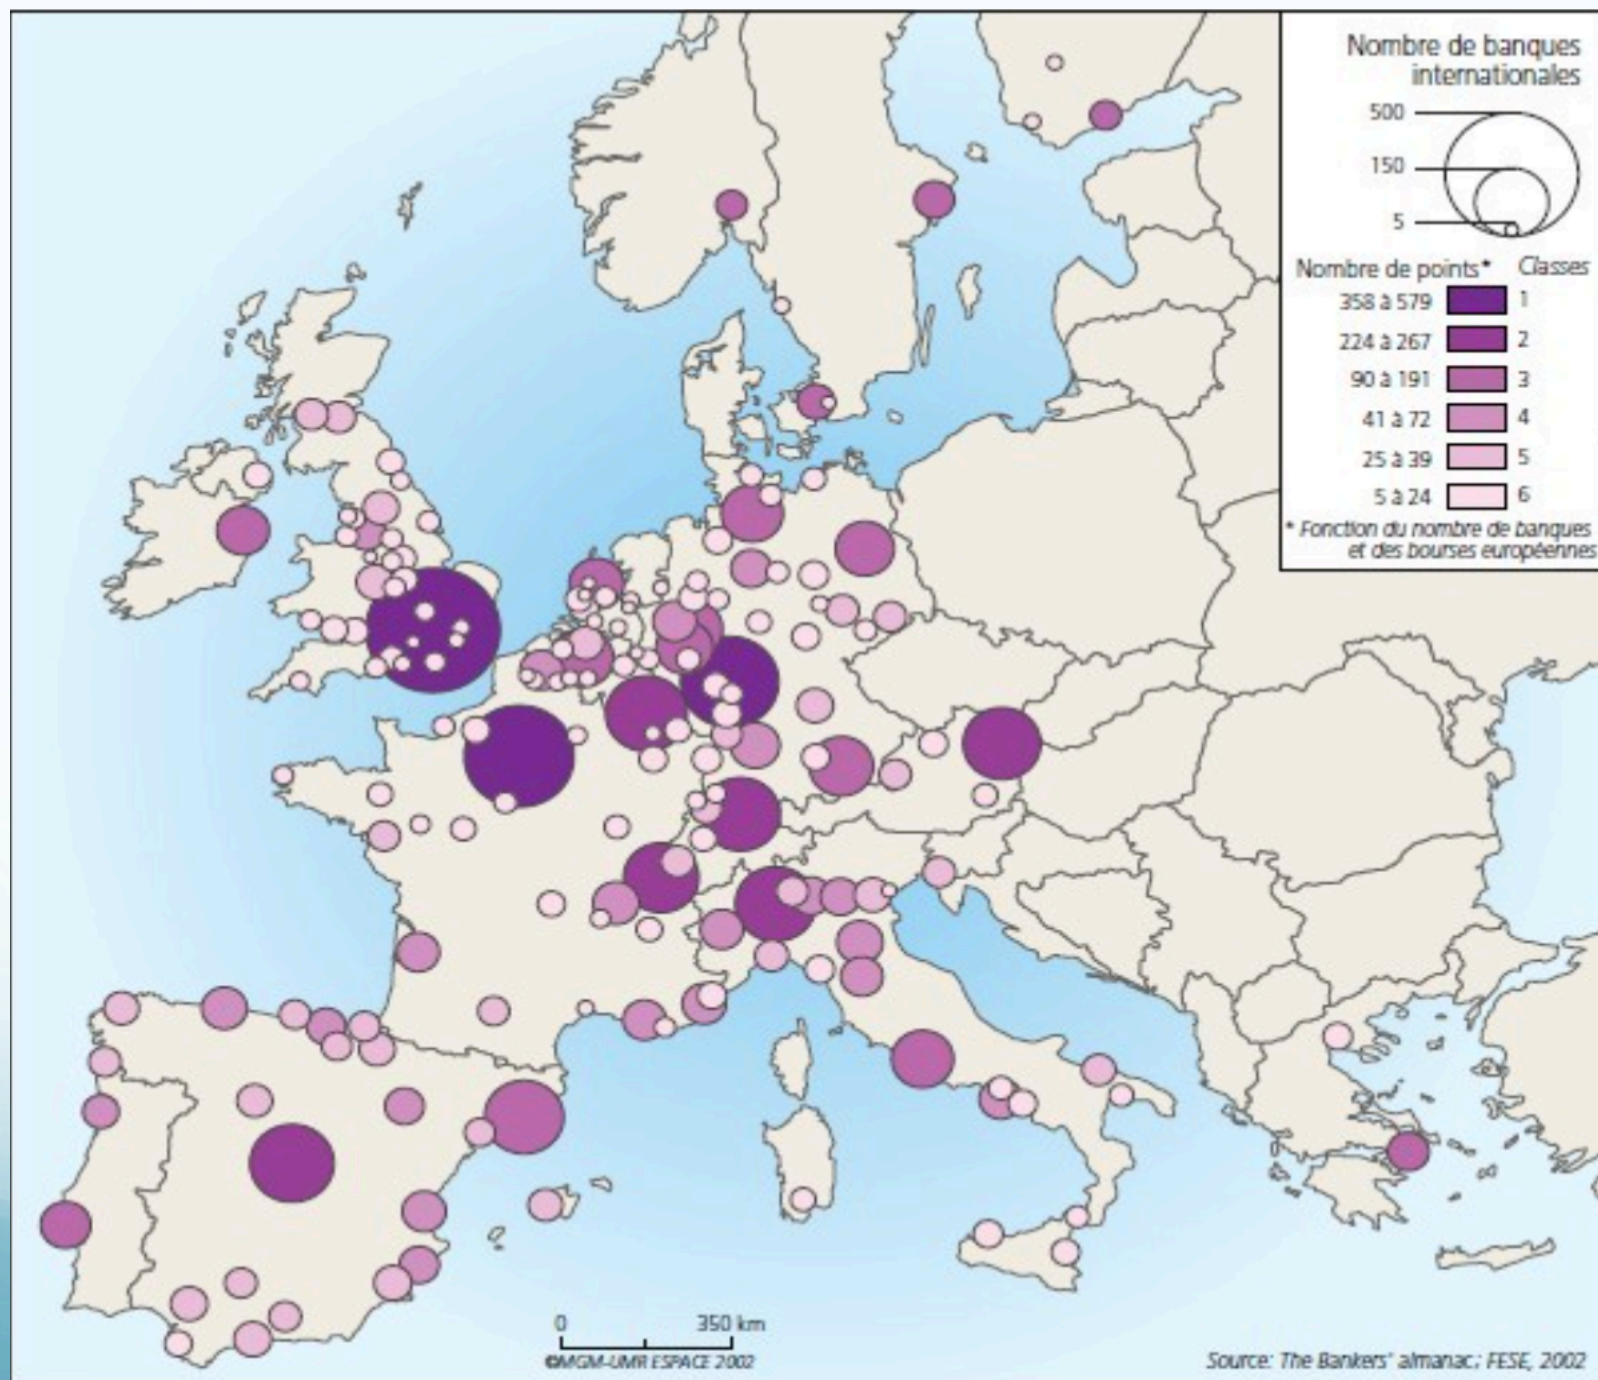 Nombre de banques
internationales
500
150
5
Nombre de points* Classes
358 à 579 1
224 à 267 2
90 à 191 3
41 à 72 4
25 à 39 5
5 à 24 6
* Fonction du nombre de banques
et des bourses européennes
0 350 km
©MGM-UMR ESPACE 2002
Source: The Bankers' almanac; FESE, 2002